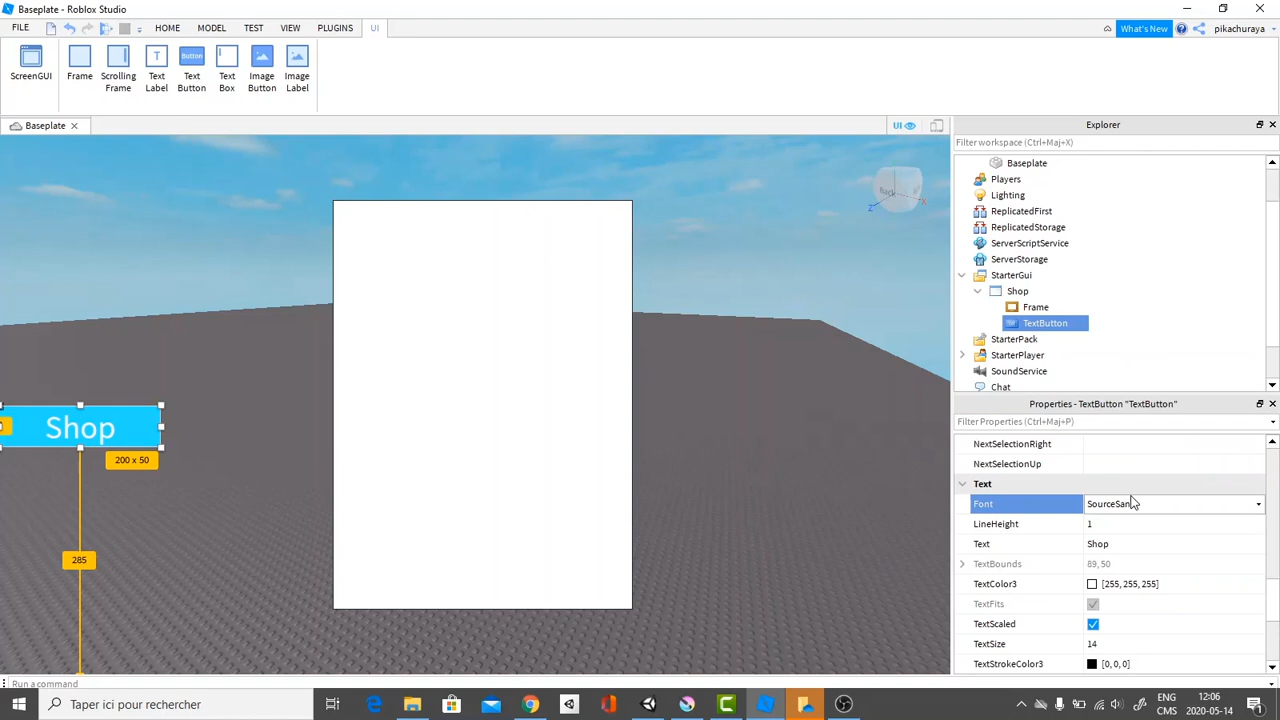 Baseplate - Roblox Studio
FILE HOME MODEL TEST VIEW PLUGINS UI What's New pikachuraya
ScreenGUI Frame Scrolling Frame Text Label Text Button Text Box Image Button Image Label
T Button
Baseplate UI
Explorer
Filter workspace (Ctrl+Maj+X)
Baseplate
Players
Lighting
ReplicatedFirst
ReplicatedStorage
ServerScriptService
ServerStorage
StarterGui
Shop
Frame
TextButton
StarterPack
StarterPlayer
SoundService
Chat
Back
Z X
Shop
200 x 50
285
Properties - TextButton "TextButton"
Filter Properties (Ctrl+Maj+P)
NextSelectionRight
NextSelectionUp
Text
Font SourceSan
LineHeight 1
Text Shop
TextBounds 89, 50
TextColor3 [255, 255, 255]
TextFits
TextScaled
TextSize 14
TextStrokeColor3 [0, 0, 0]
Run a command
Taper ici pour rechercher
ENG
CMS
12:06
2020-05-14